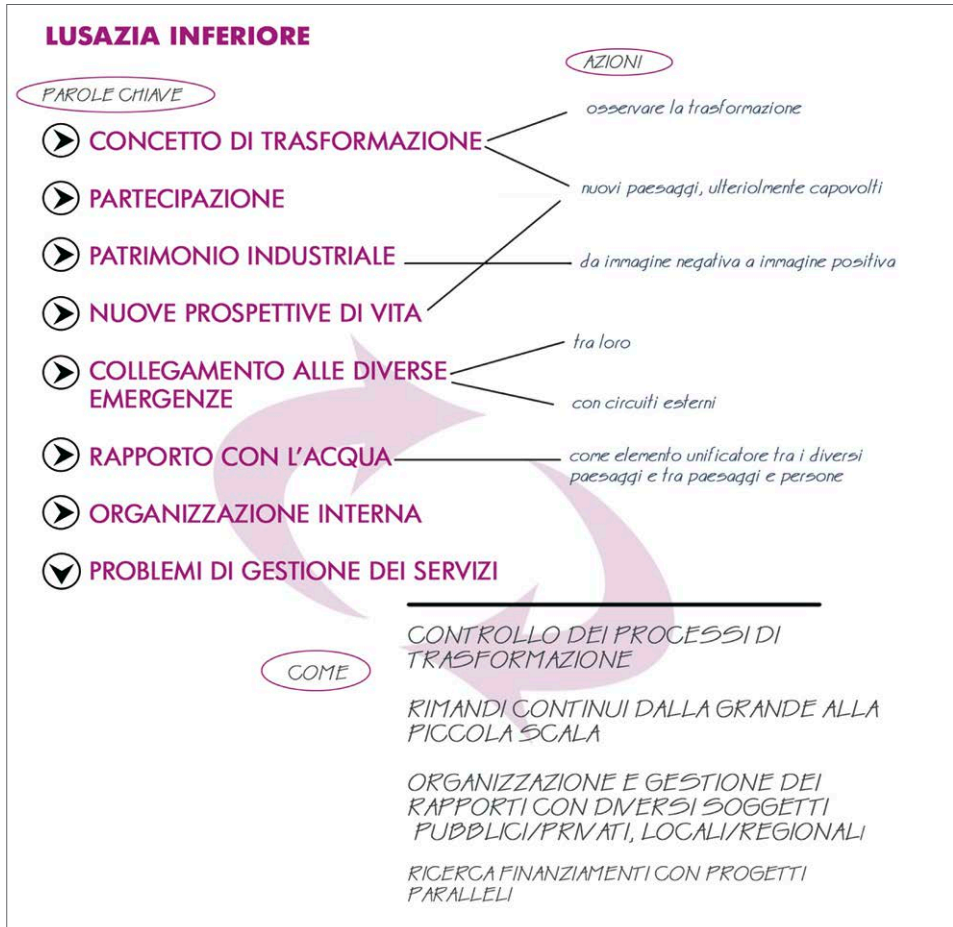 LUSAZIA INFERIORE
AZIONI
PAROLE CHIAVE
osservare la trasformazione
CONCETTO DI TRASFORMAZIONE
nuovi paesaggi, ulteriolmente capovolti
PARTECIPAZIONE
PATRIMONIO INDUSTRIALE
da immagine negativa a immagine positiva
NUOVE PROSPETTIVE DI VITA
tra loro
COLLEGAMENTO ALLE DIVERSE
EMERGENZE
con circuiti esterni
RAPPORTO CON L'ACQUA
come elemento unificatore tra i diversi
paesaggi e tra paesaggi e persone
ORGANIZZAZIONE INTERNA
PROBLEMI DI GESTIONE DEI SERVIZI
COME
CONTROLLO DEI PROCESSI DI
TRASFORMAZIONE
RIMANDI CONTINUI DALLA GRANDE ALLA
PICCOLA SCALA
ORGANIZZAZIONE E GESTIONE DEI
RAPPORTI CON DIVERSI SOGGETTI
PUBBLICI/PRIVATI, LOCALI/REGIONALI
RICERCA FINANZIAMENTI CON PROGETTI
PARALLELI